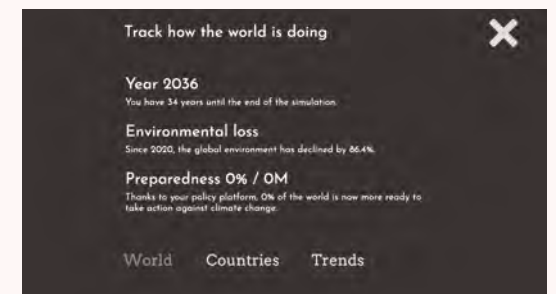 Track how the world is doing
Year 2036
You have 34 years until the end of the simulation.
Environmental loss
Since 2020, the global environment has declined by 86.4%.
Preparedness 0% / 0M
Thanks to your policy platform, 0% of the world is now more ready to
take action against climate change.
World Countries Trends